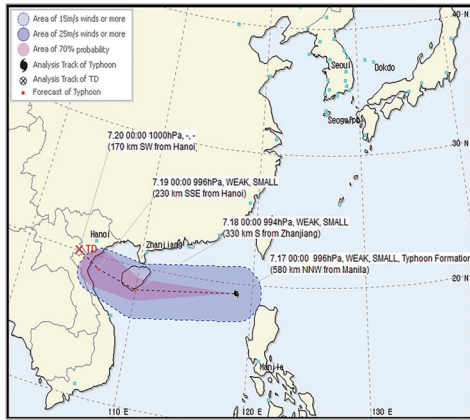 Area of 15m/s winds or more
Area of 25m/s winds or more
Area of 70% probability
Analysis Track of Typhoon
Analysis Track of TD
Forecast of Typhoon
40 N
Seoul
Dokdo
7.20 00:00 1000hPa, -, -
(170 km SW from Hanoi)
30 N
7.19 00:00 996hPa, WEAK, SMALL
(230 km SSE from Hanoi)
7.18 00:00 994hPa, WEAK, SMALL
(330 km S from Zhanjiang)
Hanoi
Zhanjiang
TD
7.17 00:00 996hPa, WEAK, SMALL, Typhoon Formation
(580 km NNW from Manila)
20 N
Manila
110 E
120 E
130 E